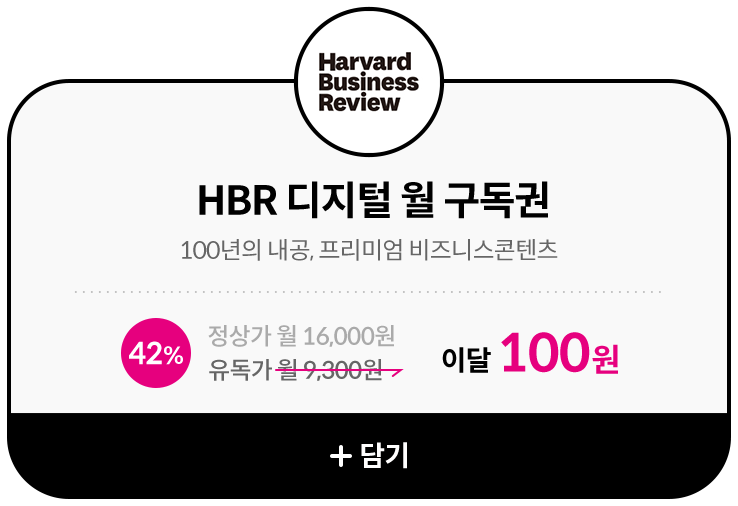 Harvard
Business
Review
HBR 디지털 월 구독권
100년의 내공, 프리미엄 비즈니스콘텐츠
42%
정상가 월 16,000원
유독가 월 9,300원
이달 100원
+ 담기